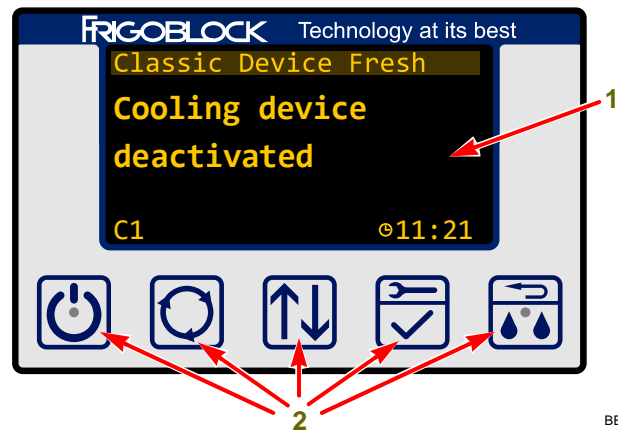 FRIGOBLOCK Technology at its best
Classic Device Fresh
Cooling device
deactivated
C1 11:21
1
2